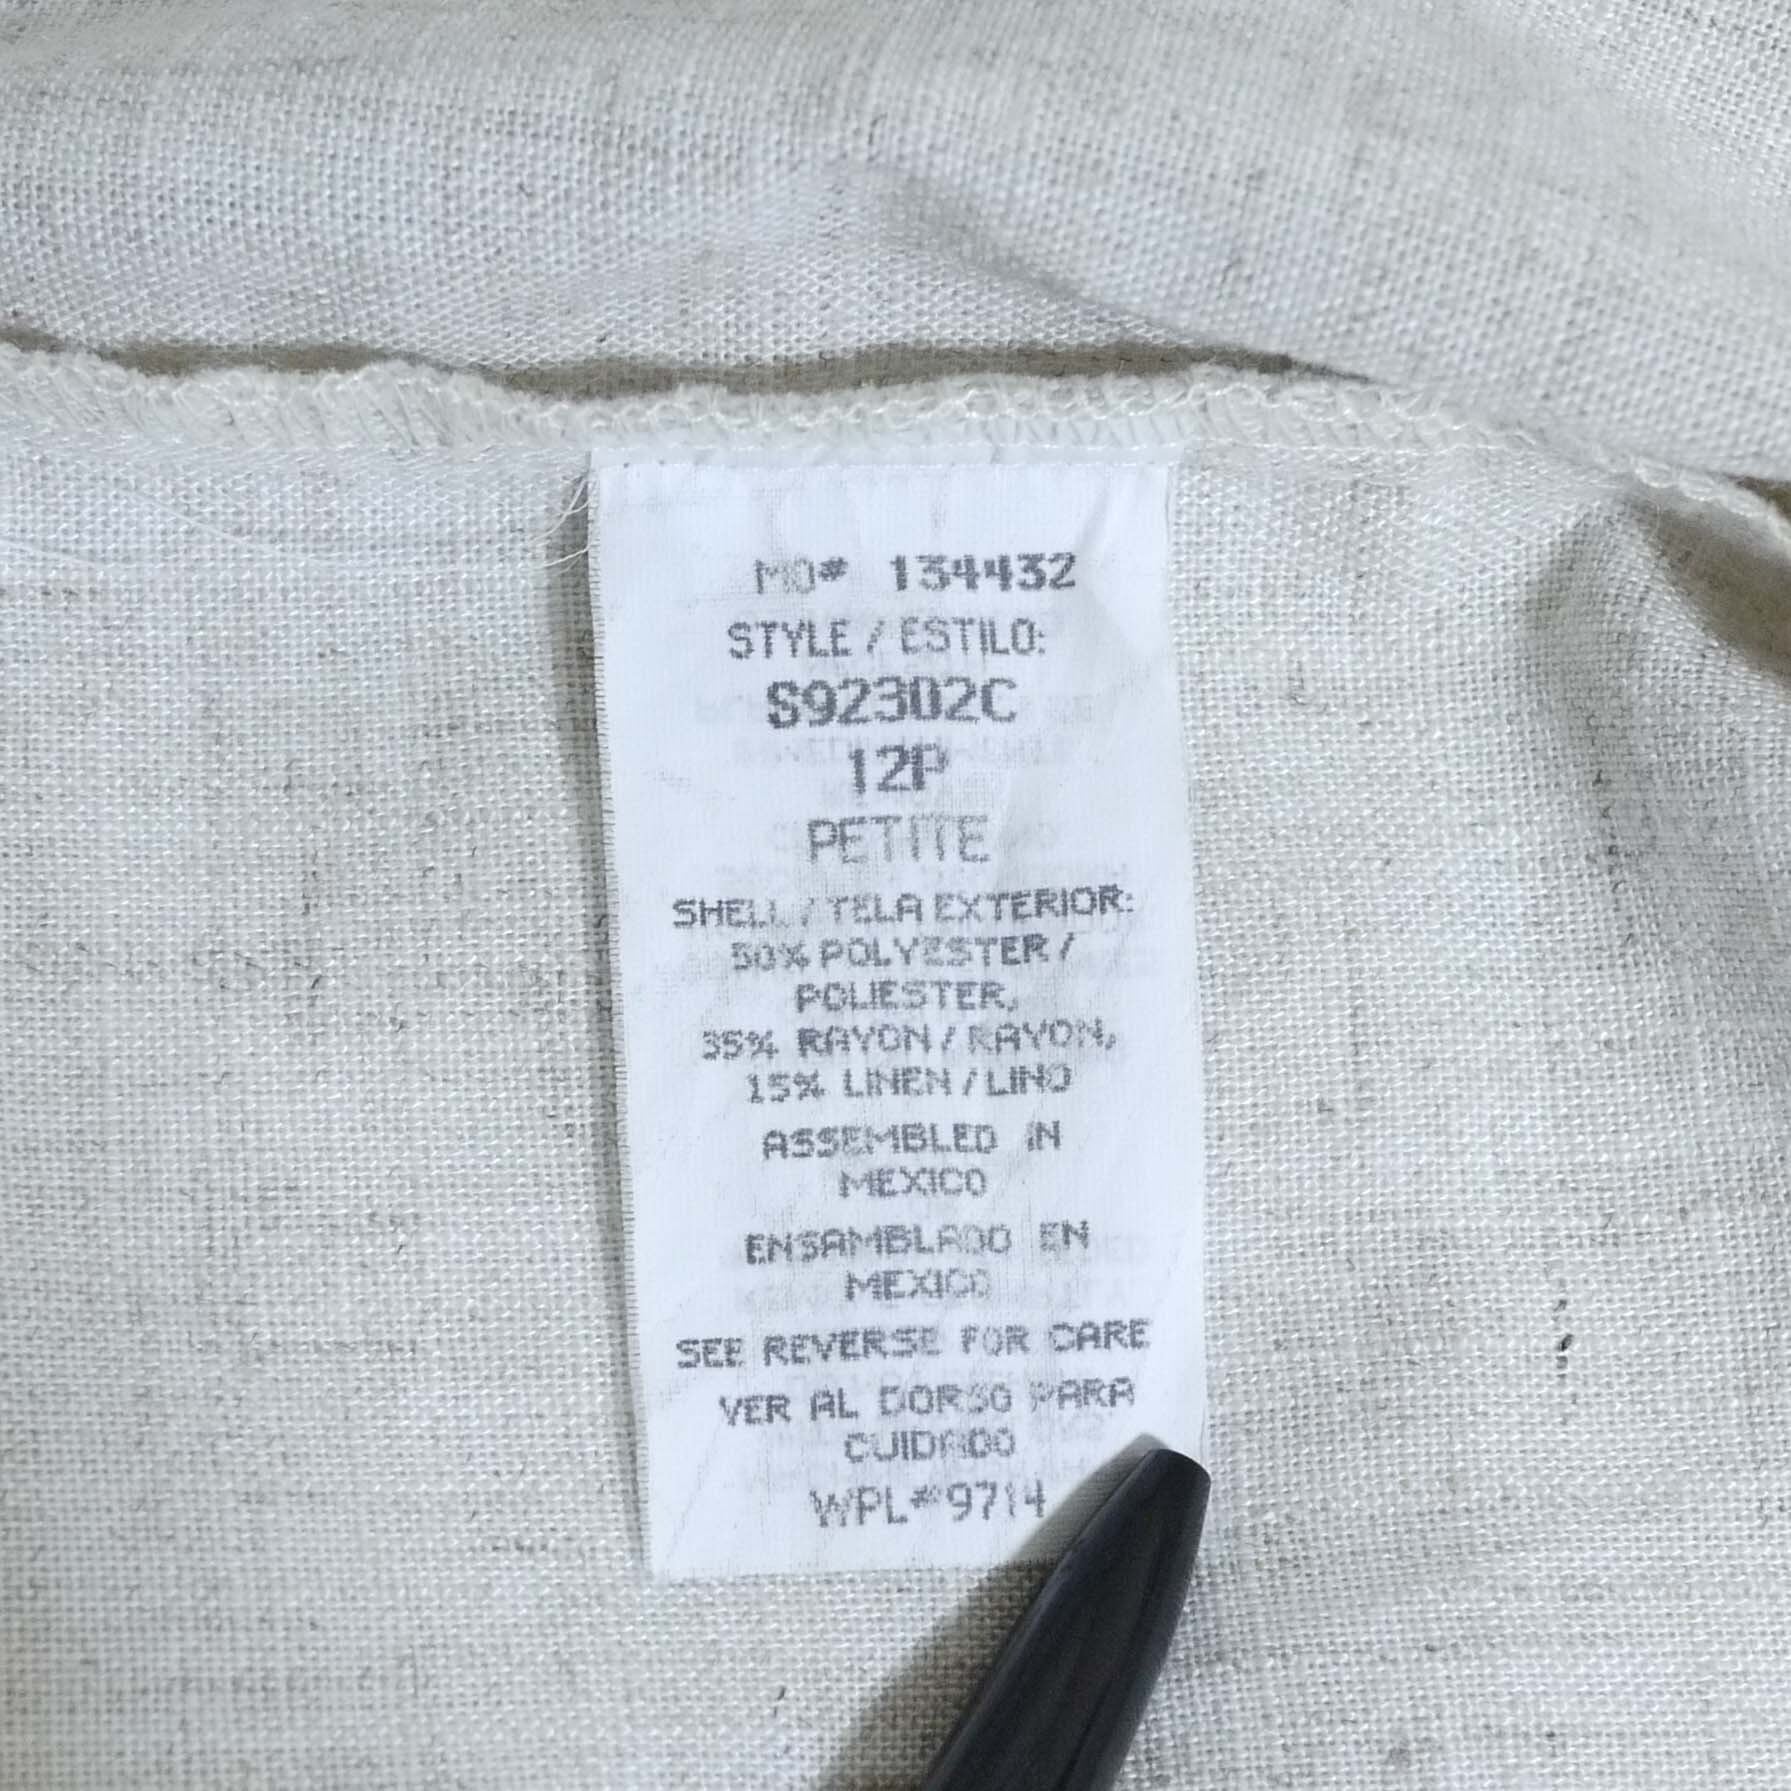 MO# 134432
STYLE / ESTILO:
S92302C
12P
PETITE
SHELL / TELA EXTERIOR:
50% POLYESTER /
POLIESTER,
35% RAYON / RAYON,
15% LINEN / LINO
ASSEMBLED IN
MEXICO
ENSAMBLADO EN
MEXICO
SEE REVERSE FOR CARE
VER AL DORSO PARA
CUIDADO
WPL# 9714